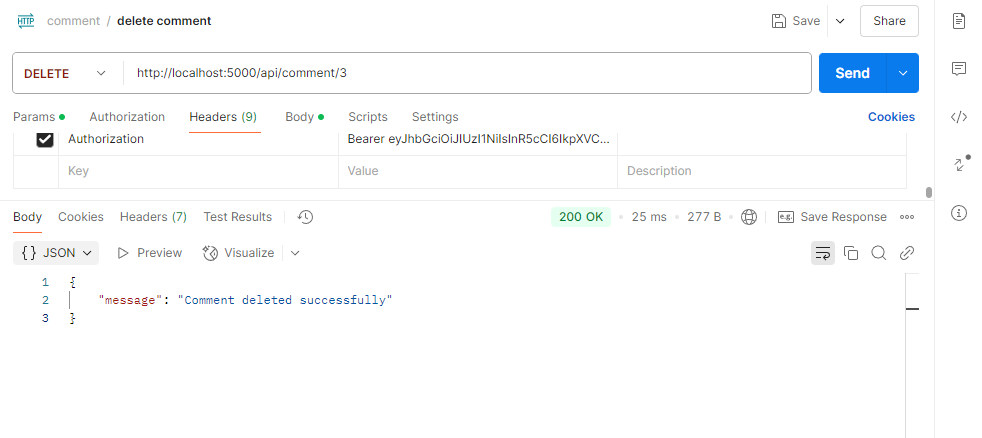 HTTP comment / delete comment Save Share
DELETE http://localhost:5000/api/comment/3 Send
Params Authorization Headers (9) Body Scripts Settings Cookies
Authorization Bearer eyJhbGciOiJIUzI1NiIsInR5cCI6IkpXVC...
Key Value Description
Body Cookies Headers (7) Test Results 200 OK 25 ms 277 B e.g. Save Response
{} JSON Preview Visualize
1 {
2 "message": "Comment deleted successfully"
3 }